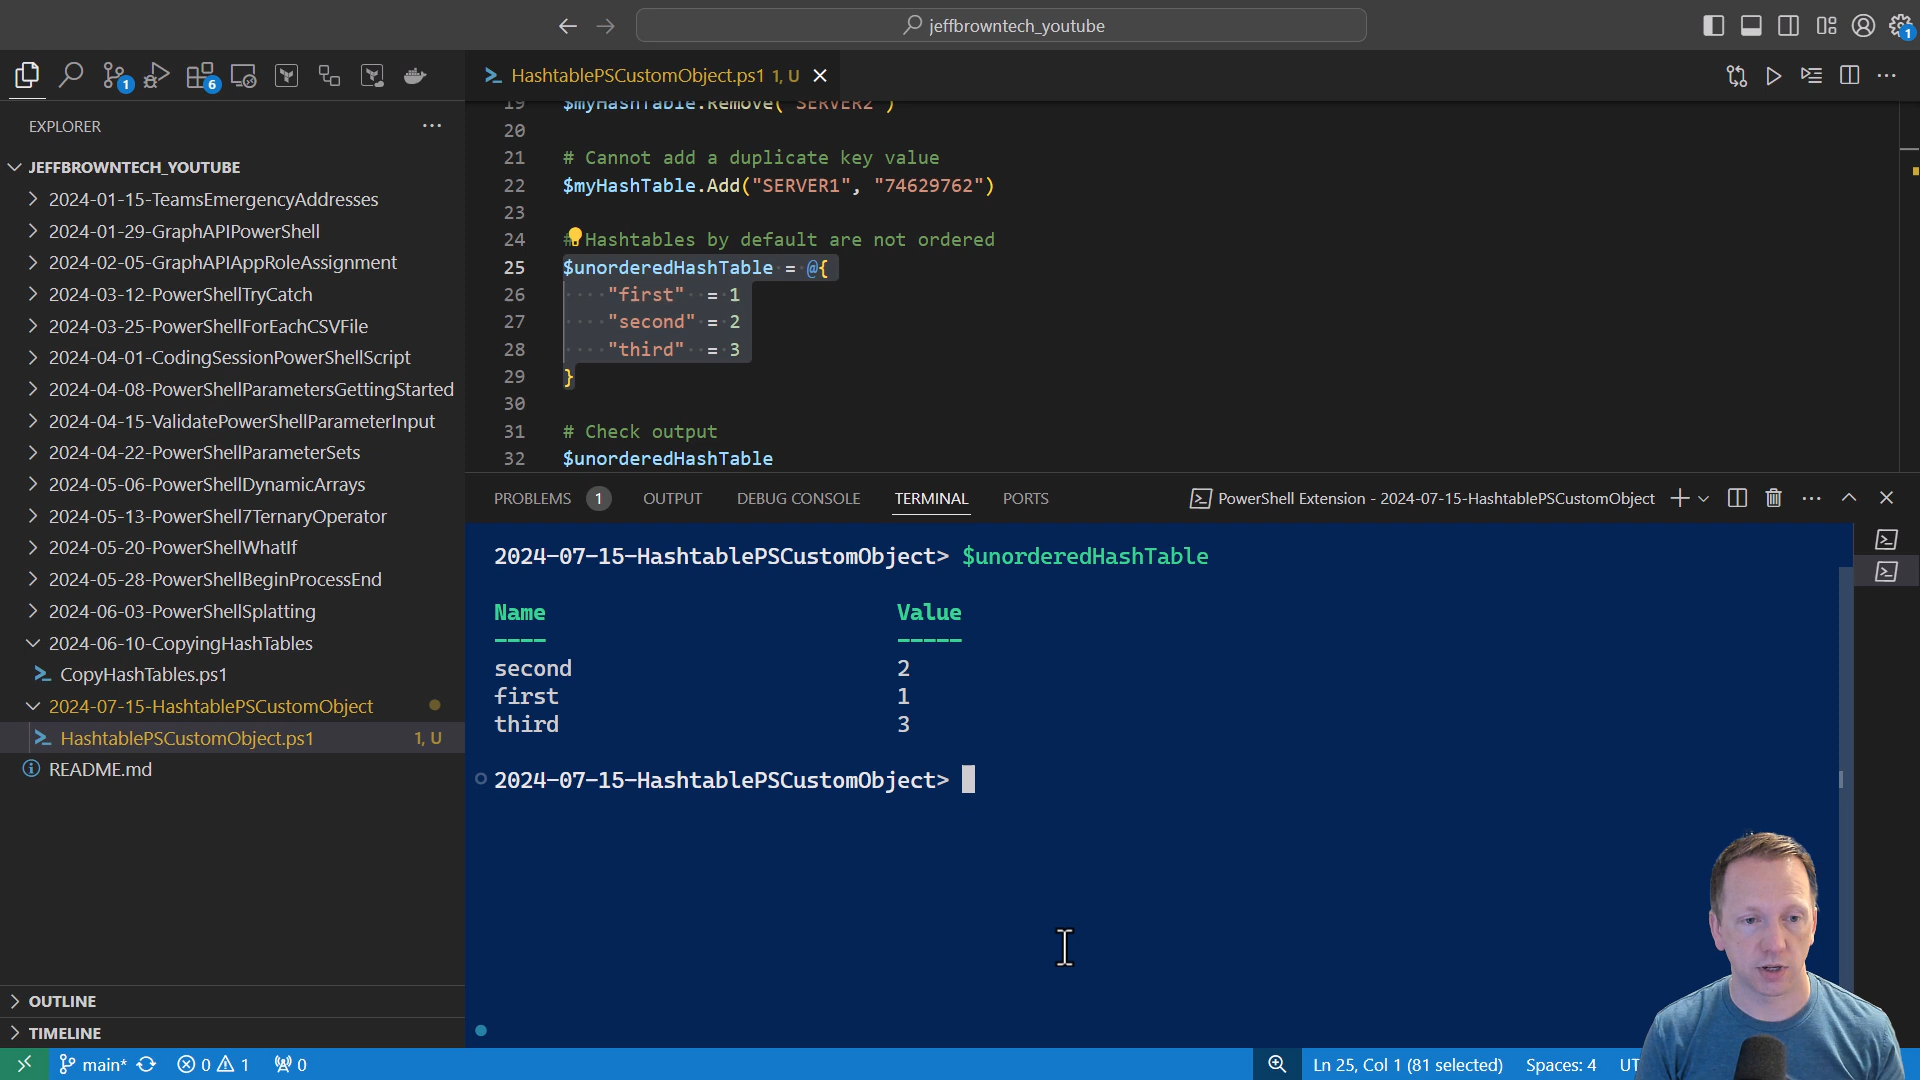 jeffbrowntech_youtube
1
1
6
HashtablePSCustomObject.ps1 1, U
EXPLORER
JEFFBROWNTECH_YOUTUBE
2024-01-15-TeamsEmergencyAddresses
2024-01-29-GraphAPIPowerShell
2024-02-05-GraphAPIAppRoleAssignment
2024-03-12-PowerShellTryCatch
2024-03-25-PowerShellForEachCSVFile
2024-04-01-CodingSessionPowerShellScript
2024-04-08-PowerShellParametersGettingStarted
2024-04-15-ValidatePowerShellParameterInput
2024-04-22-PowerShellParameterSets
2024-05-06-PowerShellDynamicArrays
2024-05-13-PowerShell7TernaryOperator
2024-05-20-PowerShellWhatIf
2024-05-28-PowerShellBeginProcessEnd
2024-06-03-PowerShellSplatting
2024-06-10-CopyingHashTables
CopyHashTables.ps1
2024-07-15-HashtablePSCustomObject
HashtablePSCustomObject.ps1 1, U
README.md
OUTLINE
TIMELINE
19 $myHashTable.Remove("SERVER2")
20
21 # Cannot add a duplicate key value
22 $myHashTable.Add("SERVER1", "74629762")
23
24 # Hashtables by default are not ordered
25 $unorderedHashTable = @{
26 "first" = 1
27 "second" = 2
28 "third" = 3
29 }
30
31 # Check output
32 $unorderedHashTable
PROBLEMS 1 OUTPUT DEBUG CONSOLE TERMINAL PORTS PowerShell Extension - 2024-07-15-HashtablePSCustomObject
2024-07-15-HashtablePSCustomObject> $unorderedHashTable
Name Value
---- -----
second 2
first 1
third 3
2024-07-15-HashtablePSCustomObject>
main* 0 1 0 Ln 25, Col 1 (81 selected) Spaces: 4 UT